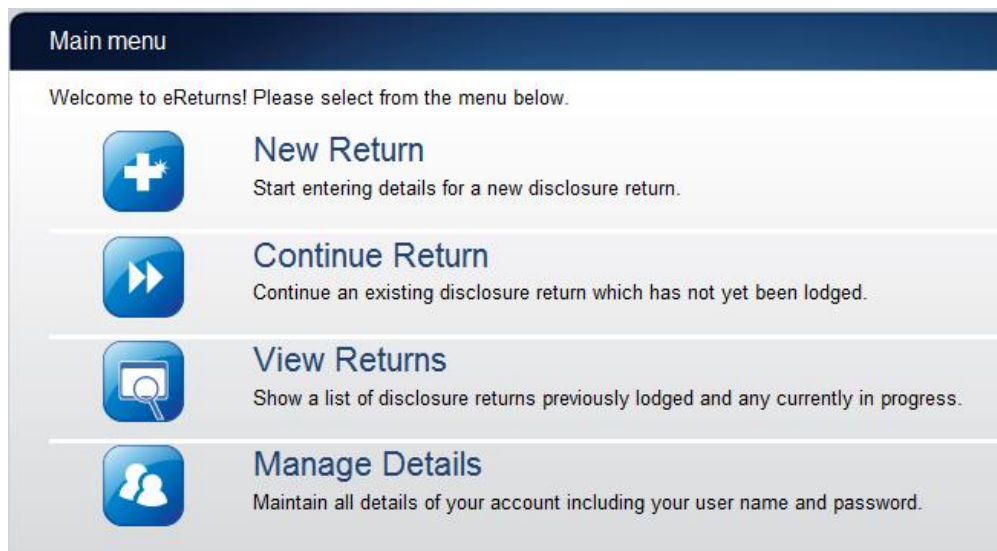 Main menu
Welcome to eReturns! Please select from the menu below.
New Return
Start entering details for a new disclosure return.
Continue Return
Continue an existing disclosure return which has not yet been lodged.
View Returns
Show a list of disclosure returns previously lodged and any currently in progress.
Manage Details
Maintain all details of your account including your user name and password.